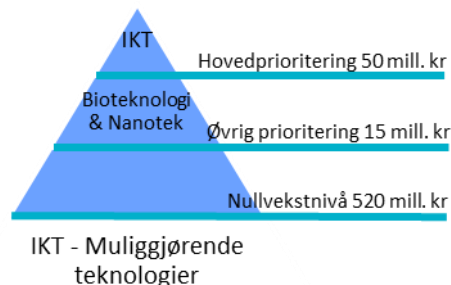 IKT
Hovedprioritering 50 mill. kr
Bioteknologi
& Nanotek
Øvrig prioritering 15 mill. kr
Nullvekstnivå 520 mill. kr
IKT - Muliggjørende
teknologier